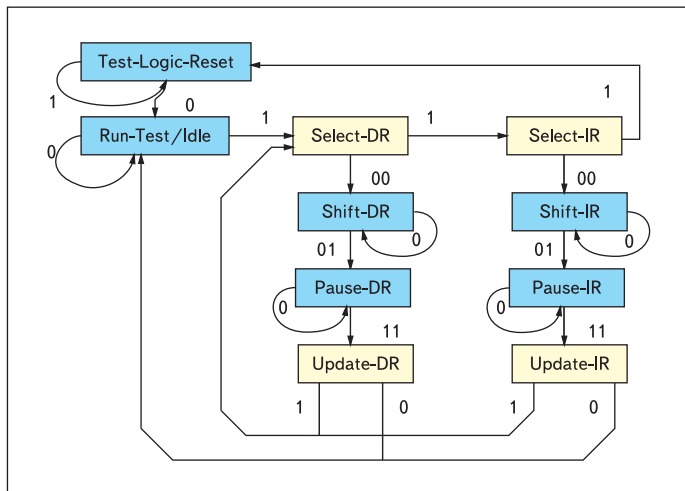 Test-Logic-Reset
1
1
0
Run-Test/Idle
1
Select-DR
1
Select-IR
0
00
00
Shift-DR
Shift-IR
0
0
01
01
Pause-DR
Pause-IR
0
0
11
11
Update-DR
Update-IR
1
0
1
0